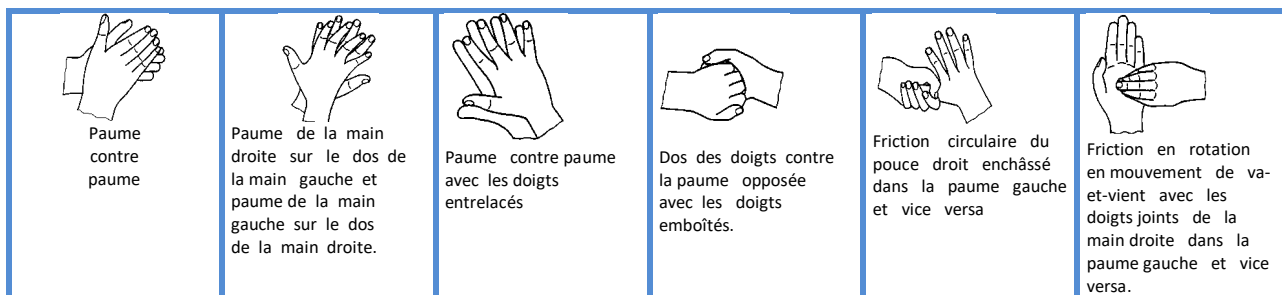 Paume
contre
paume
Paume de la main
droite sur le dos de
la main gauche et
paume de la main
gauche sur le dos
de la main droite.
Paume contre paume
avec les doigts
entrelacés
Dos des doigts contre
la paume opposée
avec les doigts
emboîtés.
Friction circulaire du
pouce droit enchâssé
dans la paume gauche
et vice versa
Friction en rotation
en mouvement de va-
et-vient avec les
doigts joints de la
main droite dans la
paume gauche et vice
versa.